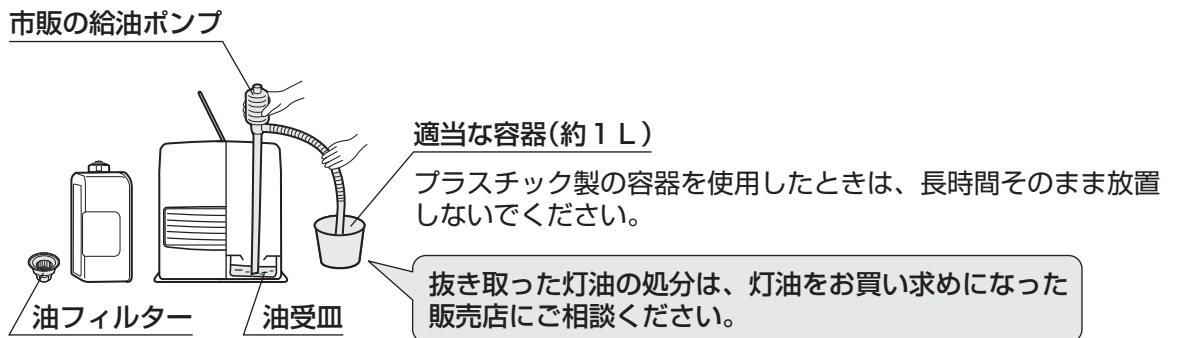 市販の給油ポンプ
適当な容器(約1L)
プラスチック製の容器を使用したときは、長時間そのまま放置
しないでください。
抜き取った灯油の処分は、灯油をお買い求めになった
販売店にご相談ください。
油フィルター
油受皿